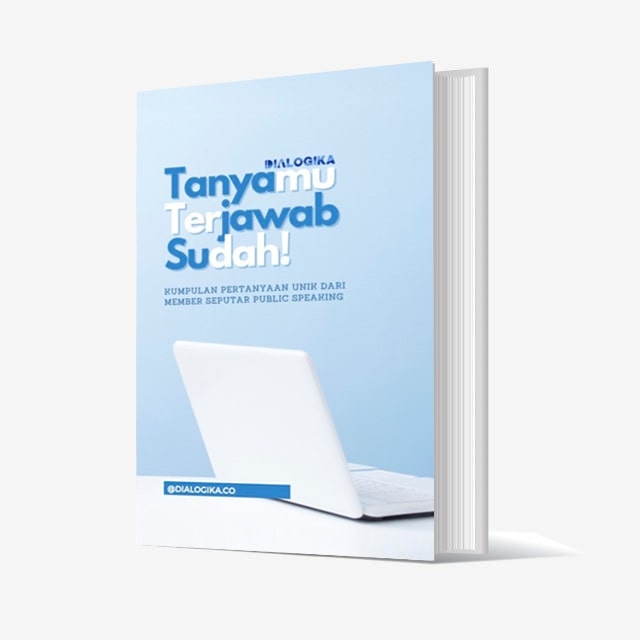 DIALOGIKA
Tanyamu
Terjawab
Sudah!
KUMPULAN PERTANYAAN UNIK DARI
MEMBER SEPUTAR PUBLIC SPEAKING
@DIALOGIKA.CO